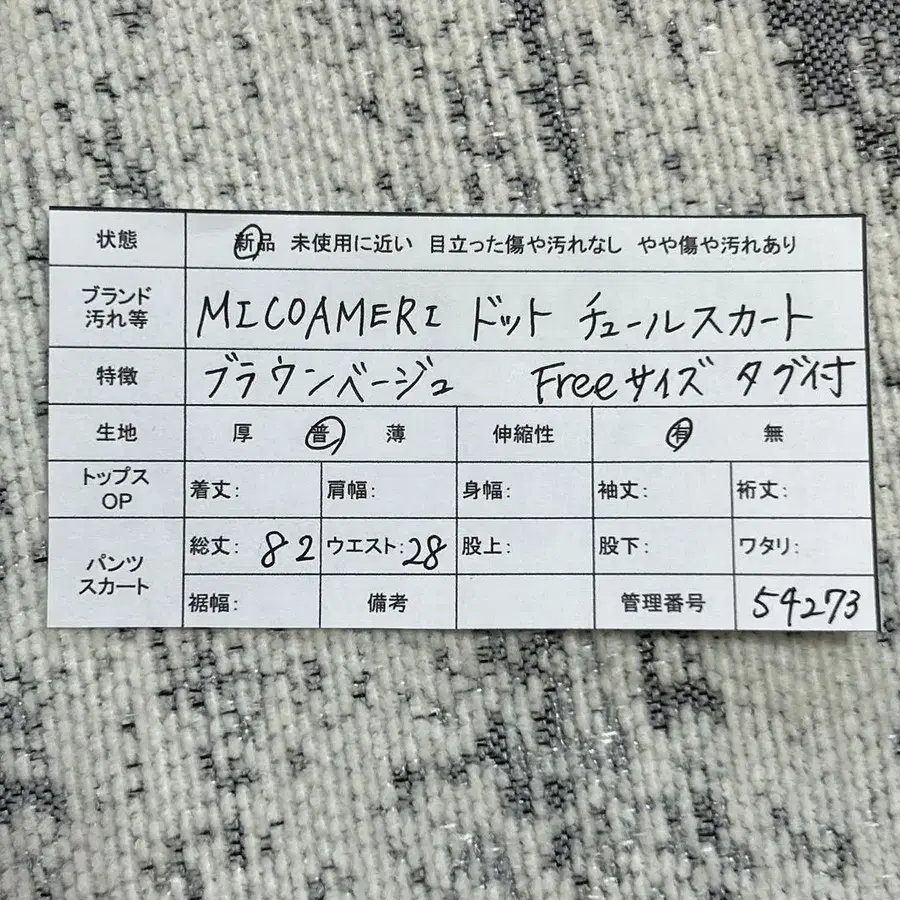 状態 新品 未使用に近い 目立った傷や汚れなし やや傷や汚れあり
ブランド
汚れ等 MICOAMERI ドット チュールスカート
特徴 ブラウンベージュ Freeサイズ タグ付
生地 厚 普 薄 伸縮性 有 無
トップス
OP 着丈: 肩幅: 身幅: 袖丈: 裄丈:
パンツ
スカート 総丈: 82 ウエスト: 28 股上: 股下: ワタリ:
裾幅: 備考 管理番号 54273